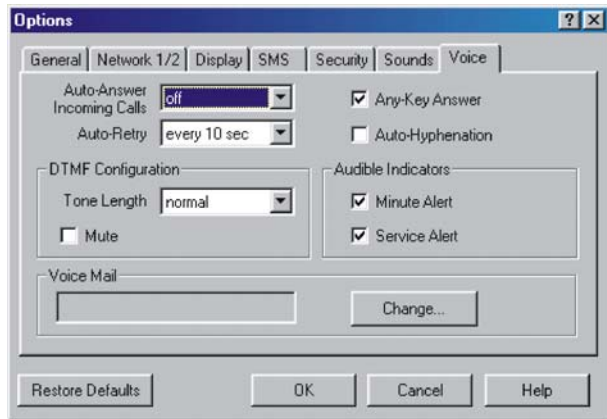 Options
General
Network 1/2
Display
SMS
Security
Sounds
Voice
Auto-Answer
Incoming Calls
off
Any-Key Answer
Auto-Retry
every 10 sec
Auto-Hyphenation
DTMF Configuration
Tone Length
normal
Mute
Audible Indicators
Minute Alert
Service Alert
Voice Mail
Change...
Restore Defaults
OK
Cancel
Help